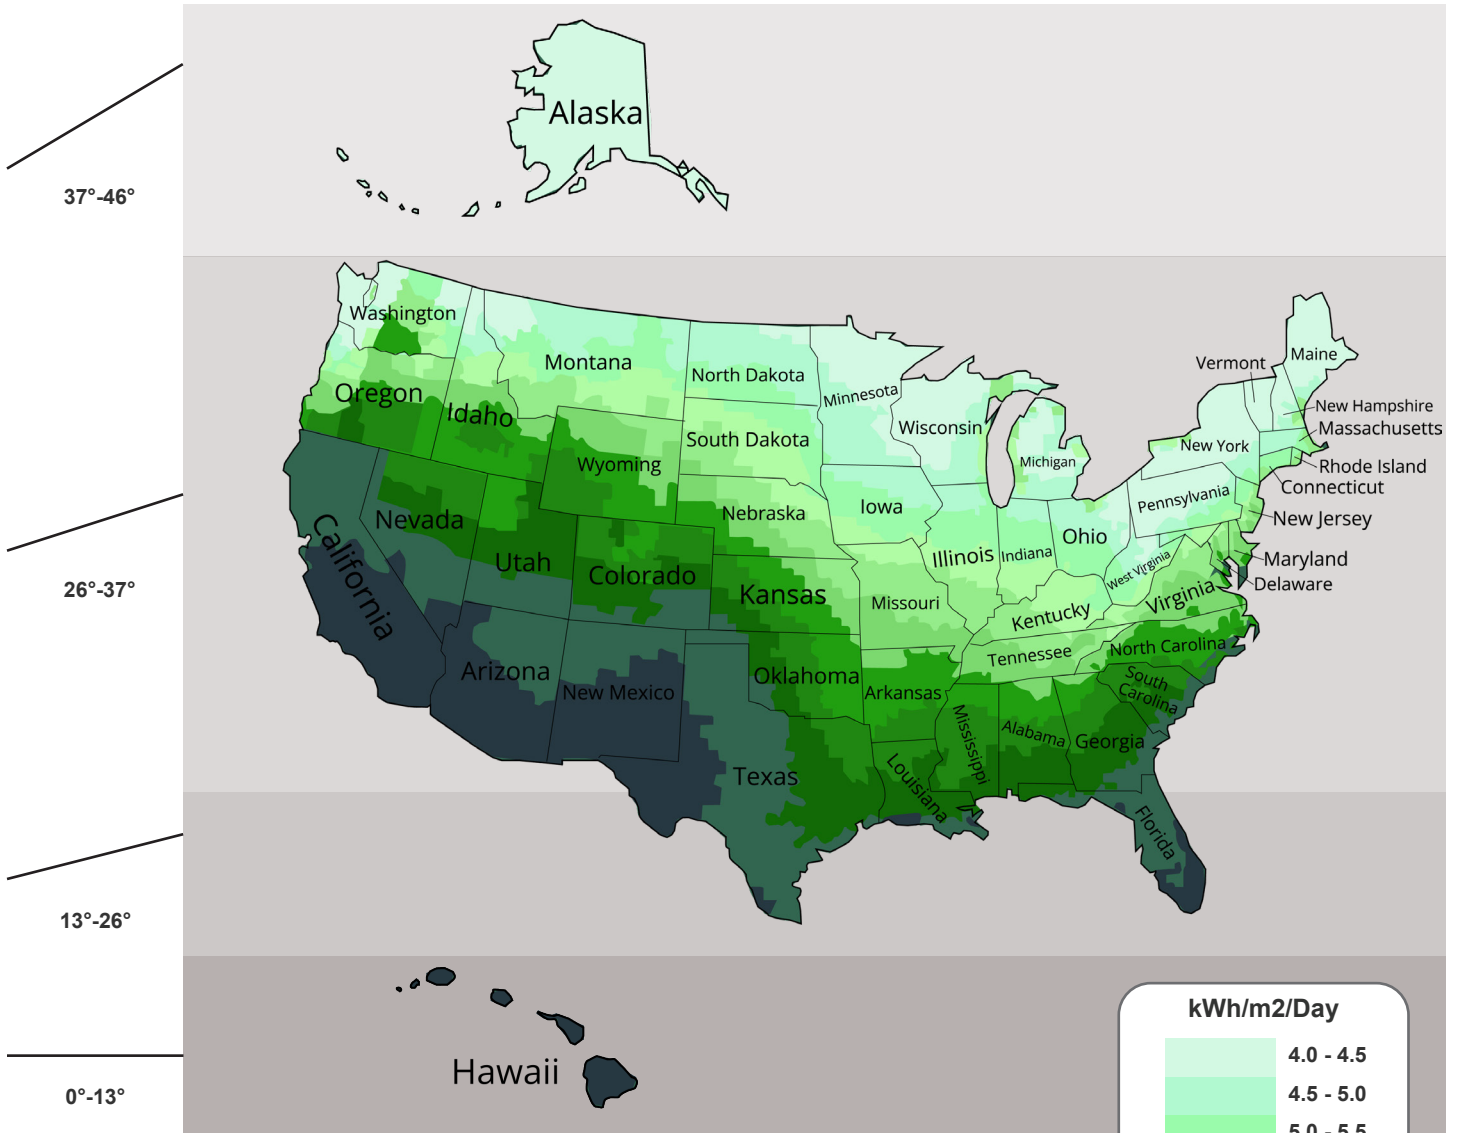 Alaska
37°-46°
Washington
Montana
North Dakota
Minnesota
Vermont
Maine
Oregon
Idaho
South Dakota
Wisconsin
Michigan
New York
New Hampshire
Massachusetts
Rhode Island
Connecticut
Wyoming
Nebraska
Iowa
Pennsylvania
New Jersey
Nevada
Utah
Colorado
Illinois
Indiana
Ohio
West Virginia
Maryland
Delaware
26°-37°
California
Kansas
Missouri
Kentucky
Virginia
Arizona
New Mexico
Oklahoma
Arkansas
Tennessee
North Carolina
South
Carolina
Texas
Louisiana
Mississippi
Alabama
Georgia
Florida
13°-26°
Hawaii
0°-13°
kWh/m2/Day
4.0 - 4.5
4.5 - 5.0
5.0 - 5.5